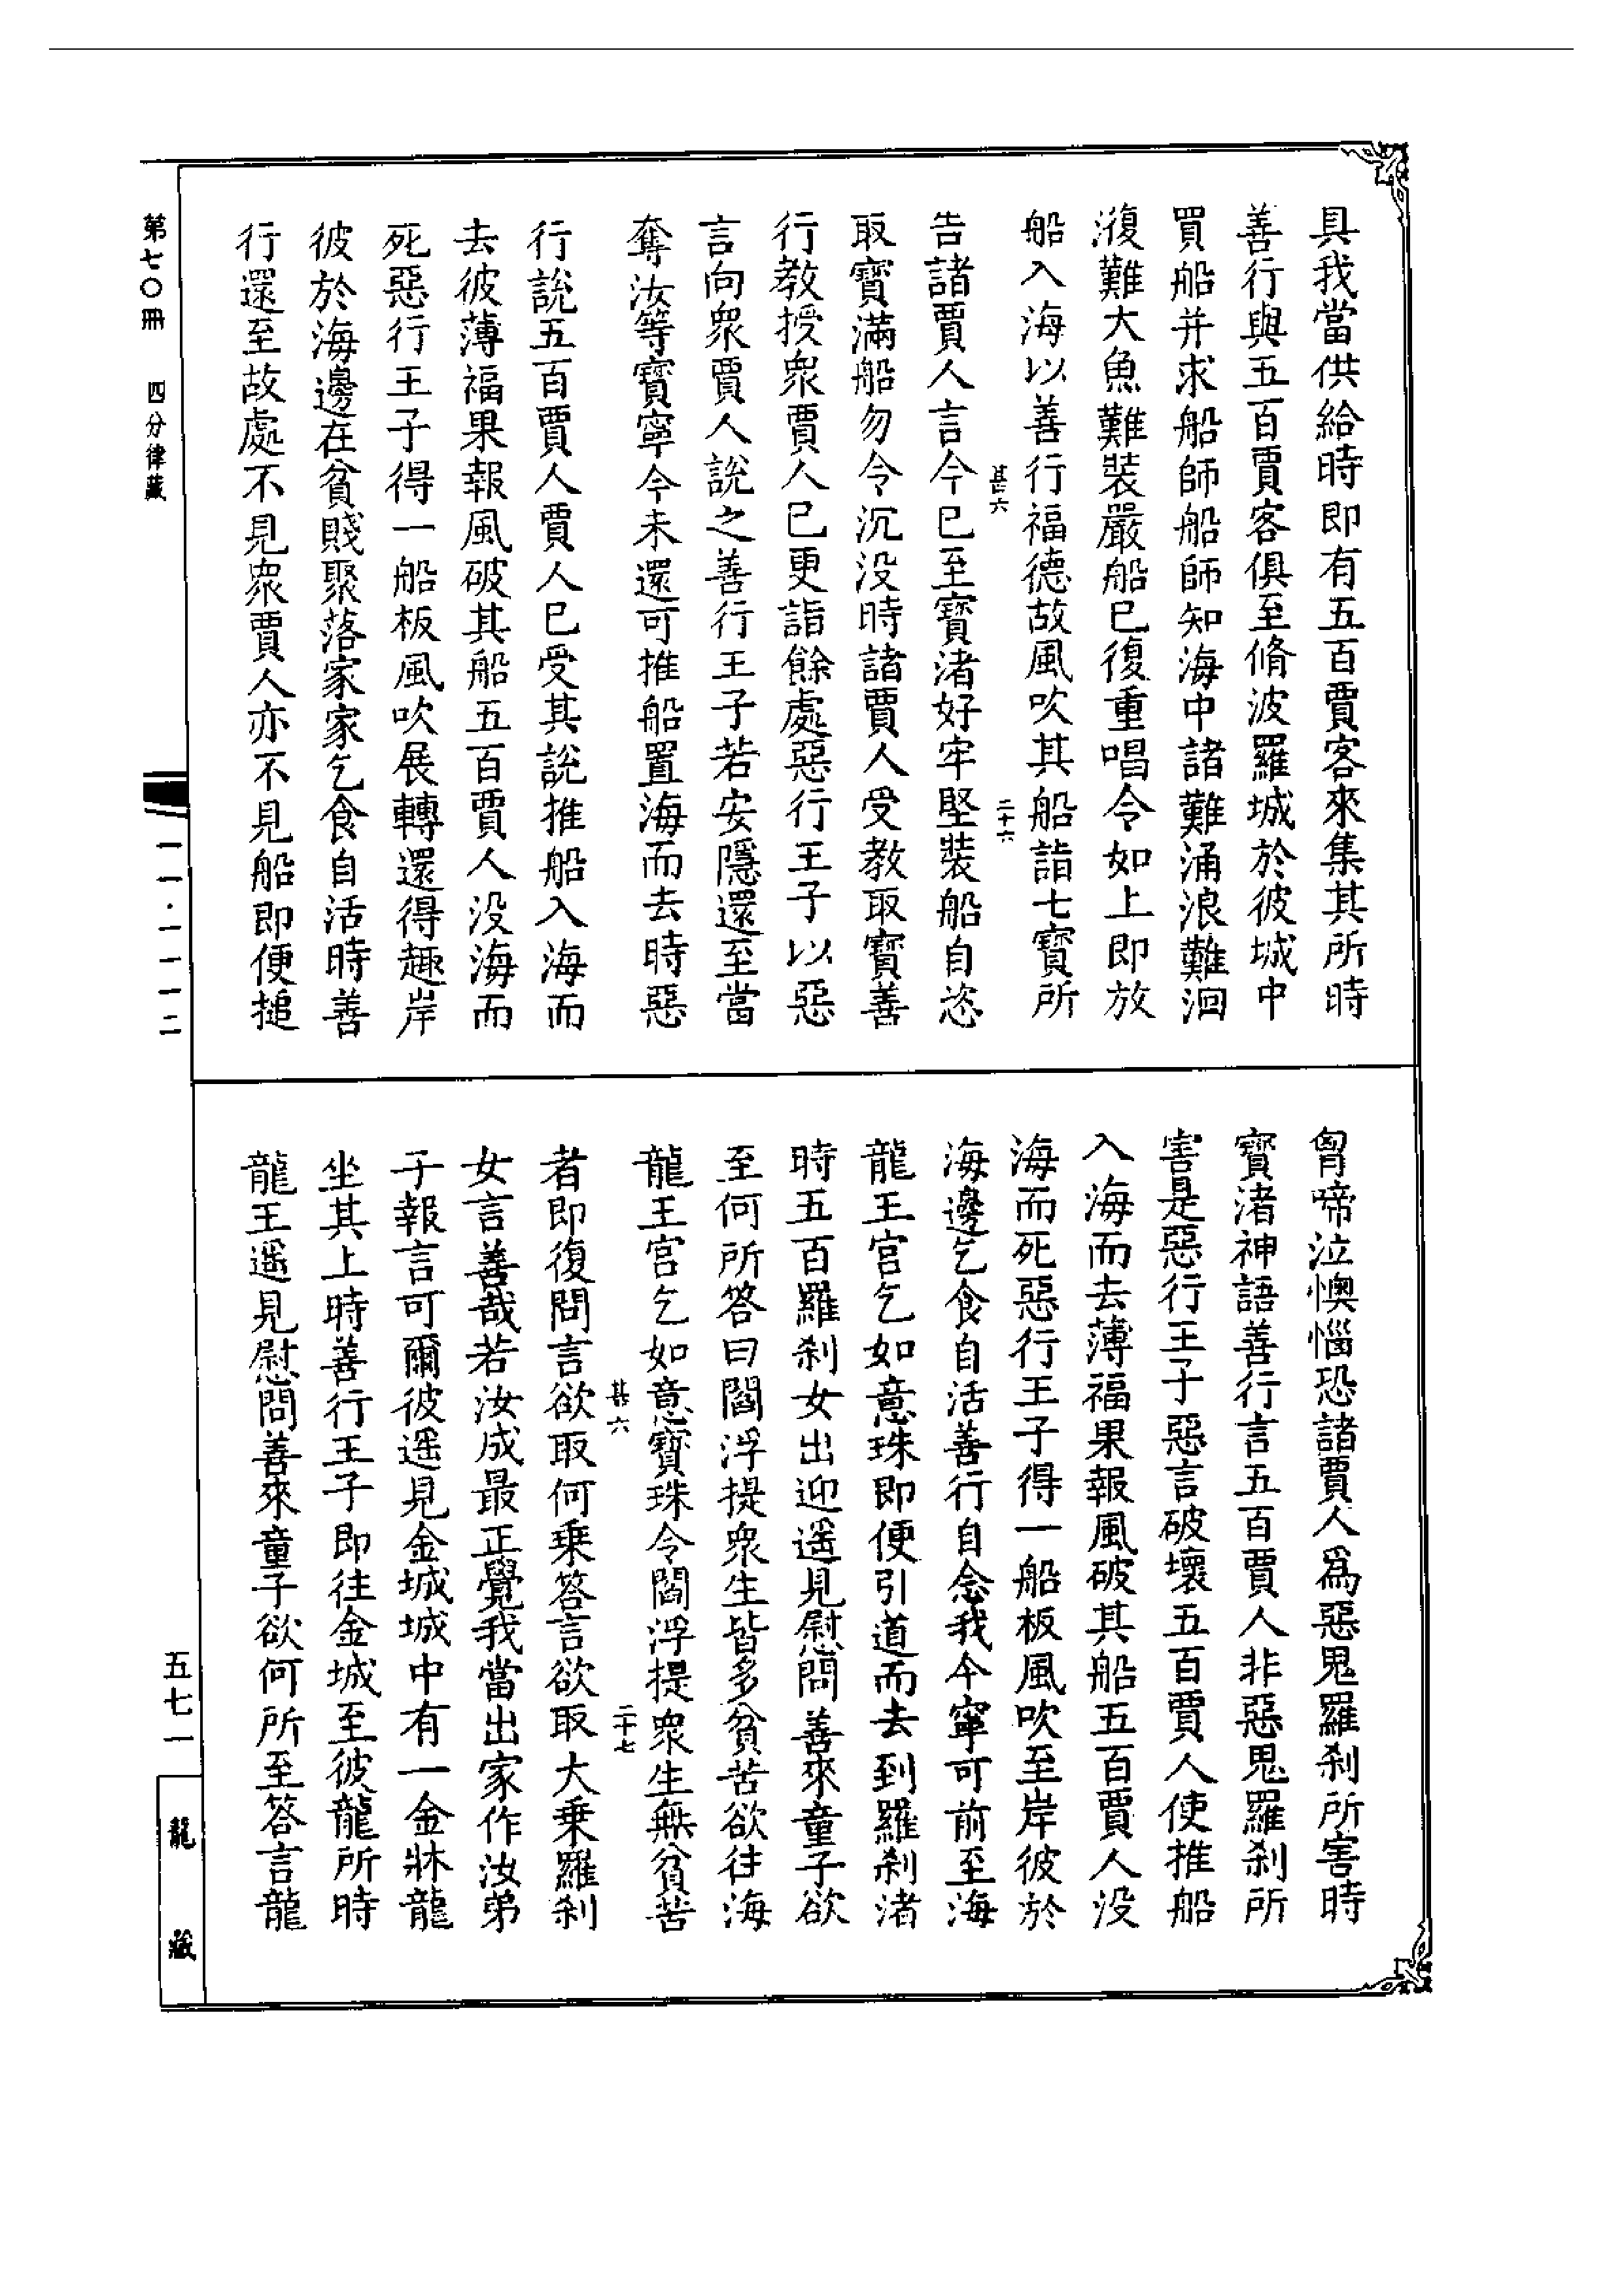 具我當供給時即有五百賈客來集其所時
善行與五百賈客俱至脩波羅城於彼城中
買船并求船師船師知海中諸難涌浪難洄
澓難大魚難裝嚴船已復重唱令如上即放
船入海以善行福德故風吹其船詣七寶所
甚六
二十六
告諸賈人言今已至寶渚好牢堅裝船自恣
取寶滿船勿令沉没時諸賈人受教取寶善
行教授衆賈人已更詣餘處惡行王子以惡
言向衆賈人說之善行王子若安隱還至當
奪汝等寶寧今未還可推船置海而去時惡
行說五百賈人賈人已受其說推船入海而
去彼薄福果報風破其船五百賈人没海而
死惡行王子得一船板風吹展轉還得趣岸
彼於海邊在貧賤聚落家家乞食自活時善
行還至故處不見衆賈人亦不見船即便搥
胷啼泣懊惱恐諸賈人爲惡鬼羅刹所害時
寶渚神語善行言五百賈人非惡鬼羅刹所
害是惡行王子惡言破壞五百賈人使推船
入海而去薄福果報風破其船五百賈人没
海而死惡行王子得一船板風吹至岸彼於
海邊乞食自活善行自念我今寧可前至海
龍王宮乞如意珠即便引道而去到羅刹渚
時五百羅刹女出迎遥見慰問善來童子欲
至何所答曰閻浮提衆生皆多貧苦欲往海
龍王宮乞如意寶珠令閻浮提衆生無貧苦
甚六
二十七
者即復問言欲取何乗答言欲取大乗羅刹
女言善哉若汝成最正覺我當出家作汝弟
子報言可爾彼遥見金城城中有一金牀龍
坐其上時善行王子即往金城至彼龍所時
龍王遥見慰問善來童子欲何所至答言龍
第七〇冊 四分律藏
一一·一一一二
五七一
龍藏